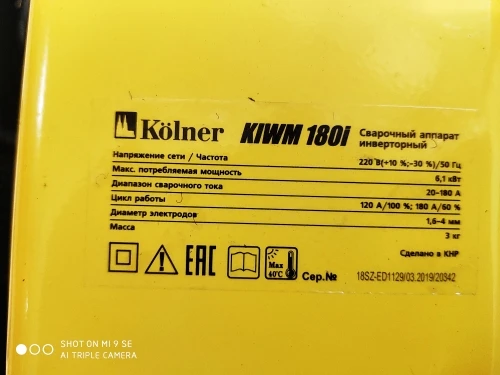 Kölner KIWM 180i Сварочный аппарат
инверторный
Напряжение сети / Частота 220 В(+10 %;-30 %)/50 Гц
Макс. потребляемая мощность 6,1 кВт
Диапазон сварочного тока 20-180 А
Цикл работы 120 А/100 %; 180 А/60 %
Диаметр электродов 1,6-4 мм
Масса 3 кг
Сделано в КНР
EAC Max 40°C Сер.№ 18SZ-ED1129/03.2019/20342
SHOT ON MI 9 SE
AI TRIPLE CAMERA